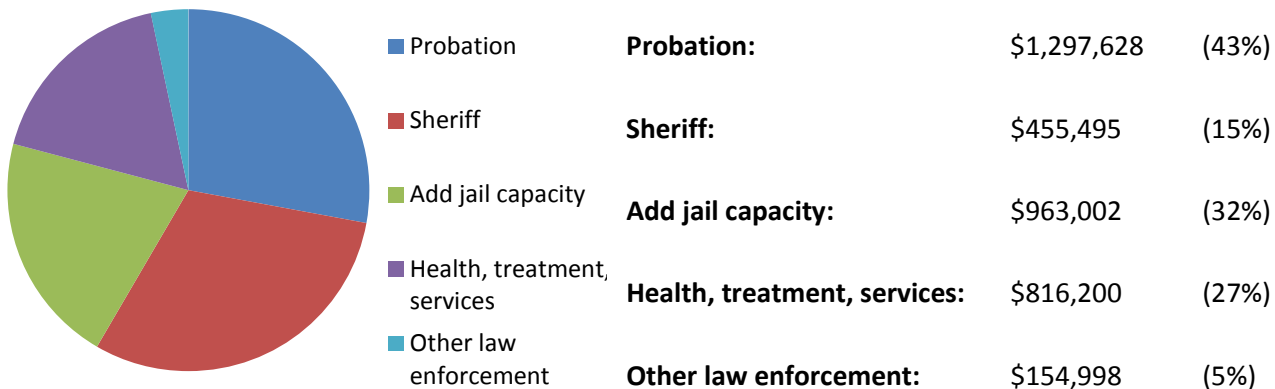 Probation
Sheriff
Add jail capacity
Health, treatment,
services
Other law
enforcement
Probation: $1,297,628 (43%)
Sheriff: $455,495 (15%)
Add jail capacity: $963,002 (32%)
Health, treatment, services: $816,200 (27%)
Other law enforcement: $154,998 (5%)